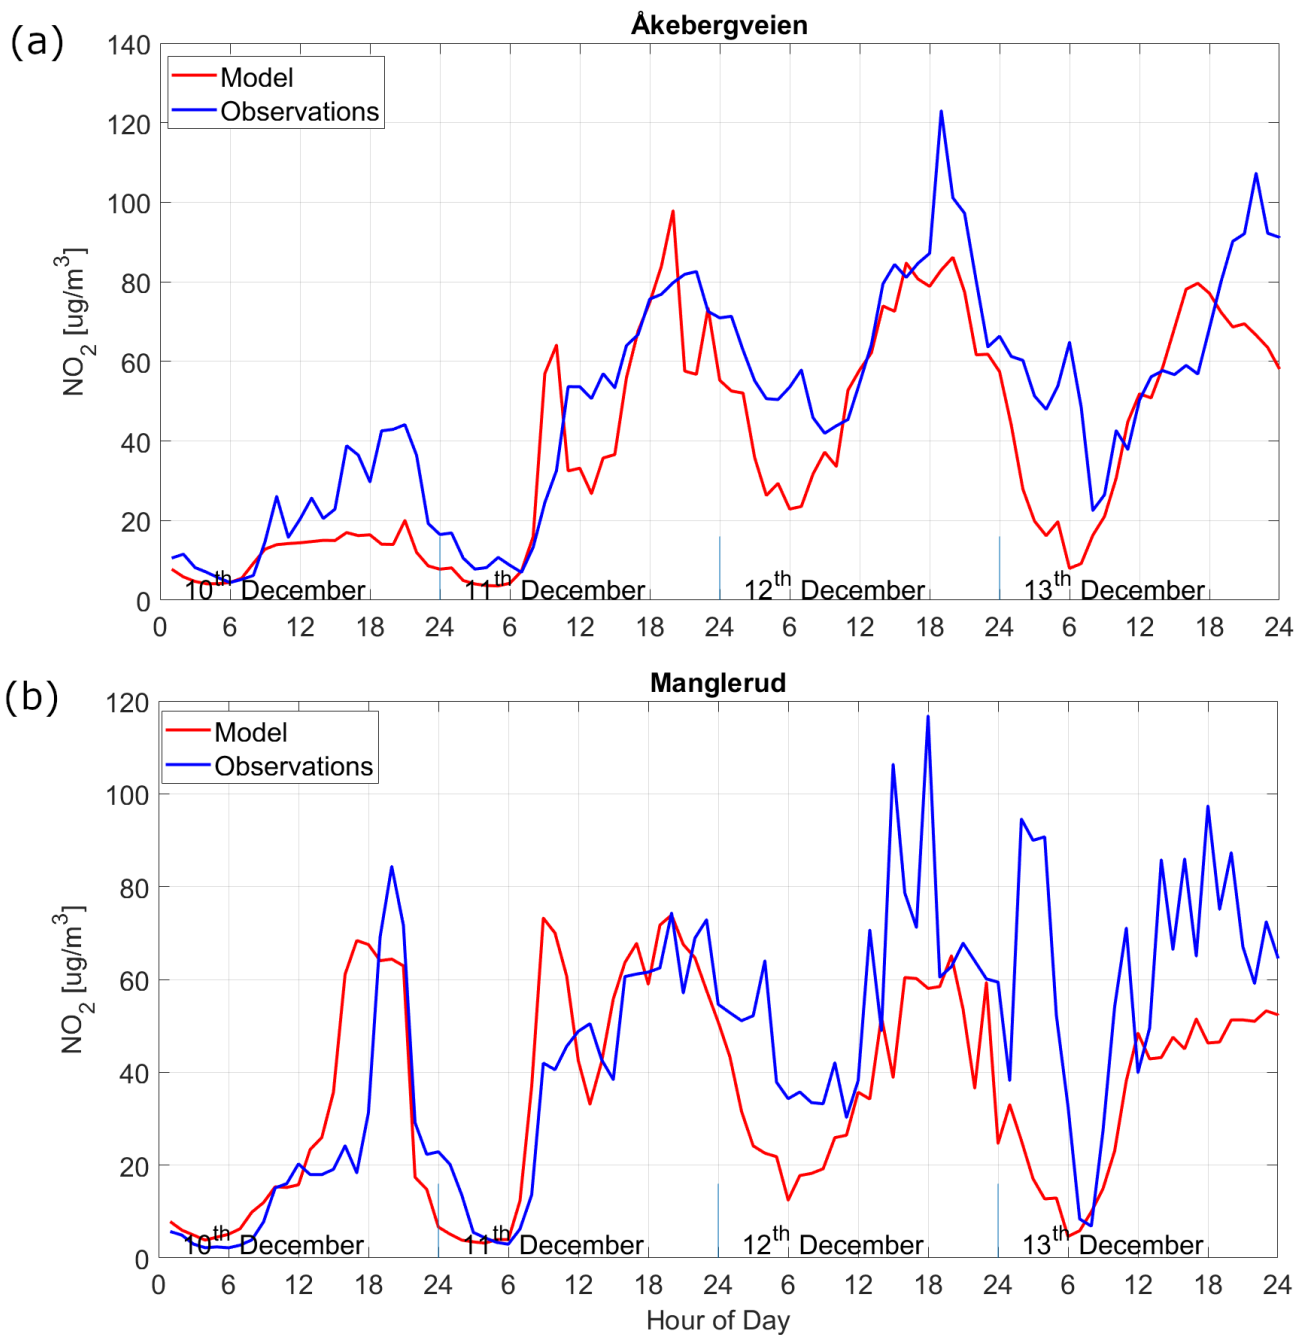 (a)
Åkebergveien
Model
Observations
NO2 [ug/m3]
140
120
100
80
60
40
20
0
10th December
11th December
12th December
13th December
0 6 12 18 24 6 12 18 24 6 12 18 24 6 12 18 24
(b)
Manglerud
Model
Observations
NO2 [ug/m3]
120
100
80
60
40
20
0
10th December
11th December
12th December
13th December
0 6 12 18 24 6 12 18 24 6 12 18 24 6 12 18 24
Hour of Day